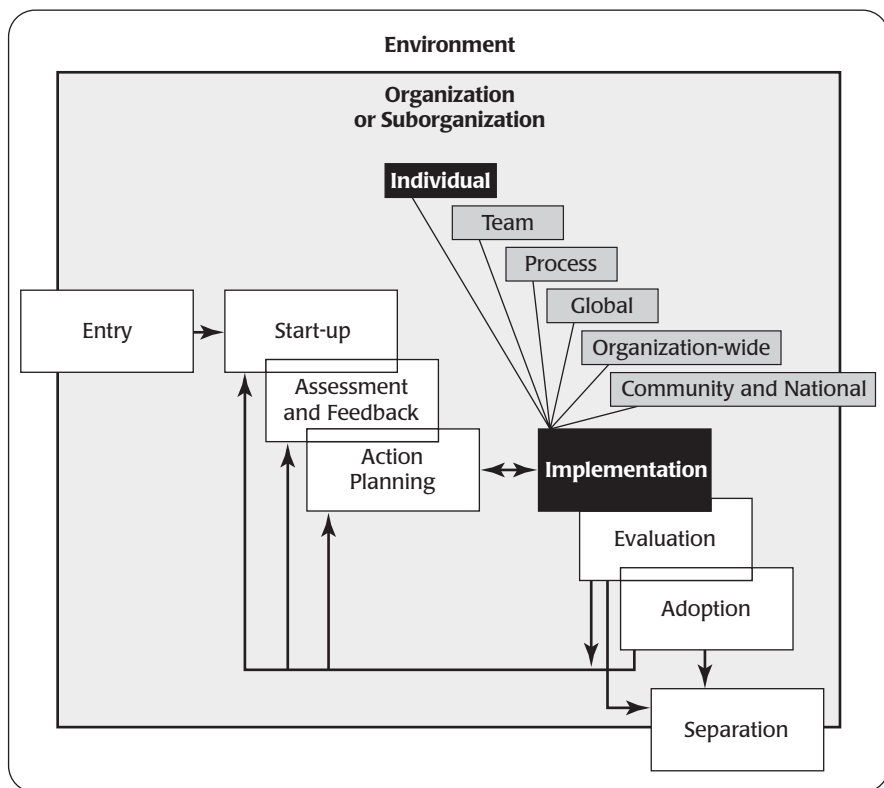 Environment
Organization
or Suborganization
Individual
Team
Process
Global
Organization-wide
Community and National
Entry
Start-up
Assessment
and Feedback
Action
Planning
Implementation
Evaluation
Adoption
Separation